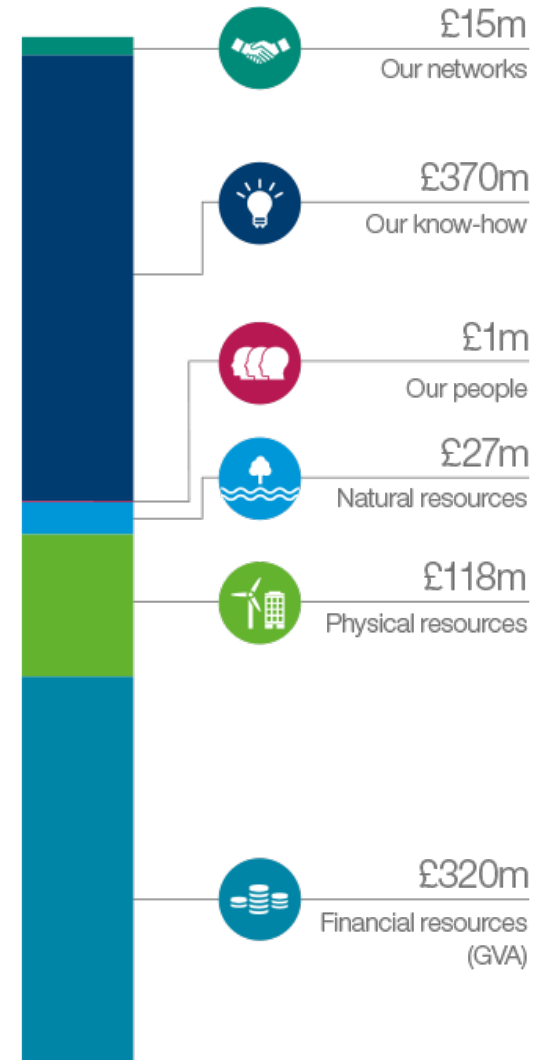 £15m
Our networks
£370m
Our know-how
£1m
Our people
£27m
Natural resources
£118m
Physical resources
£320m
Financial resources
(GVA)